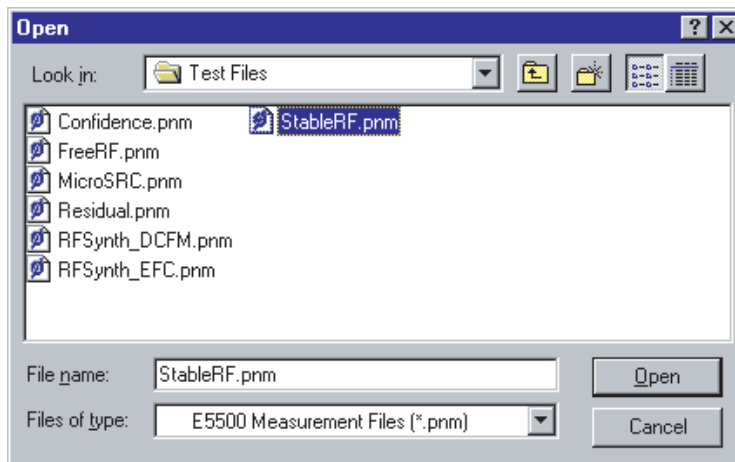 Open
Look in: Test Files
Confidence.pnm StableRF.pnm
FreeRF.pnm
MicroSRC.pnm
Residual.pnm
RFSynth_DCFM.pnm
RFSynth_EFC.pnm
File name: StableRF.pnm Open
Files of type: E5500 Measurement Files (*.pnm) Cancel